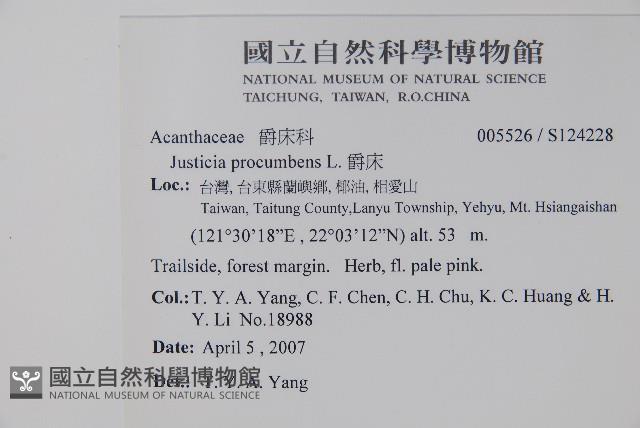 國立自然科學博物館
NATIONAL MUSEUM OF NATURAL SCIENCE
TAICHUNG, TAIWAN, R.O.CHINA
Acanthaceae 爵床科 005526 / S124228
Justicia procumbens L. 爵床
Loc.: 台灣, 台東縣蘭嶼鄉, 椰油, 相愛山
Taiwan, Taitung County,Lanyu Township, Yehyu, Mt. Hsiangaishan
(121°30’18”E , 22°03’12”N) alt. 53 m.
Trailside, forest margin. Herb, fl. pale pink.
Col.: T. Y. A. Yang, C. F. Chen, C. H. Chu, K. C. Huang & H.
Y. Li No.18988
Date: April 5 , 2007
Det.: T. Y. A. Yang
國立自然科學博物館
NATIONAL MUSEUM OF NATURAL SCIENCE